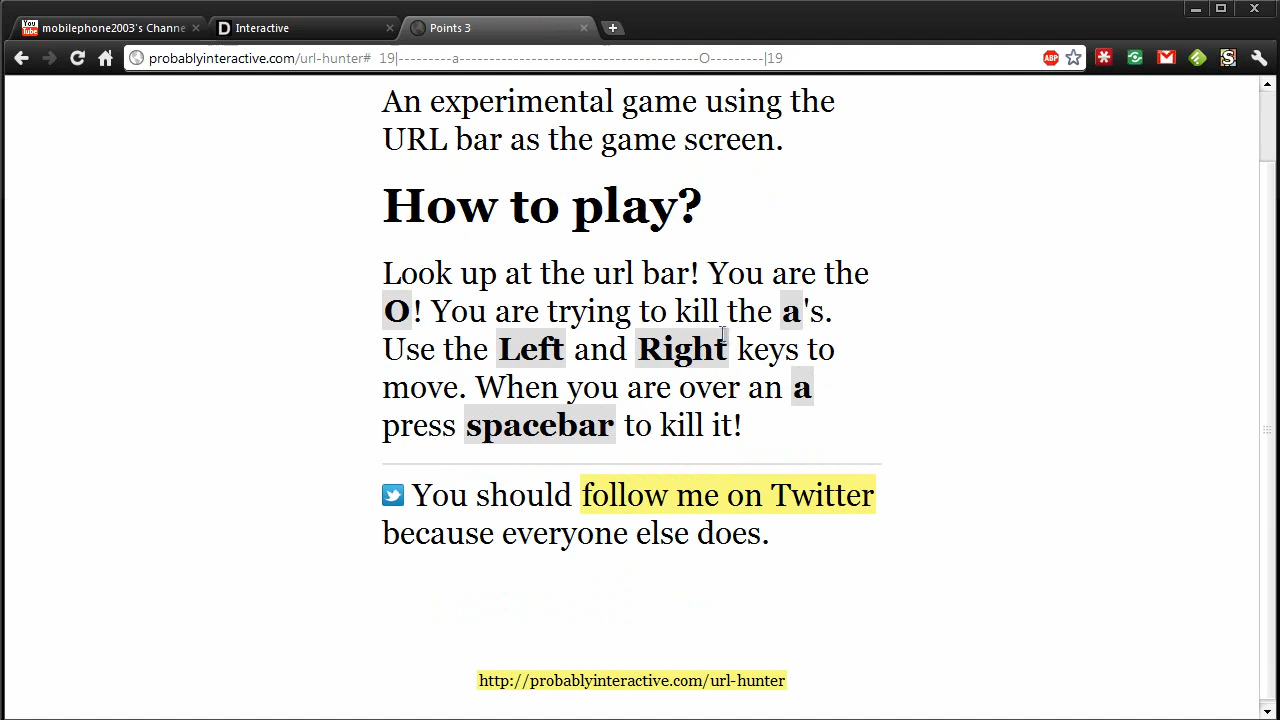 mobilephone2003's Channe
Interactive
Points 3
probablyinteractive.com/url-hunter# 19|-------a------------------------------O---------|19
An experimental game using the
URL bar as the game screen.
How to play?
Look up at the url bar! You are the
O! You are trying to kill the a's.
Use the Left and Right keys to
move. When you are over an a
press spacebar to kill it!
You should follow me on Twitter
because everyone else does.
http://probablyinteractive.com/url-hunter